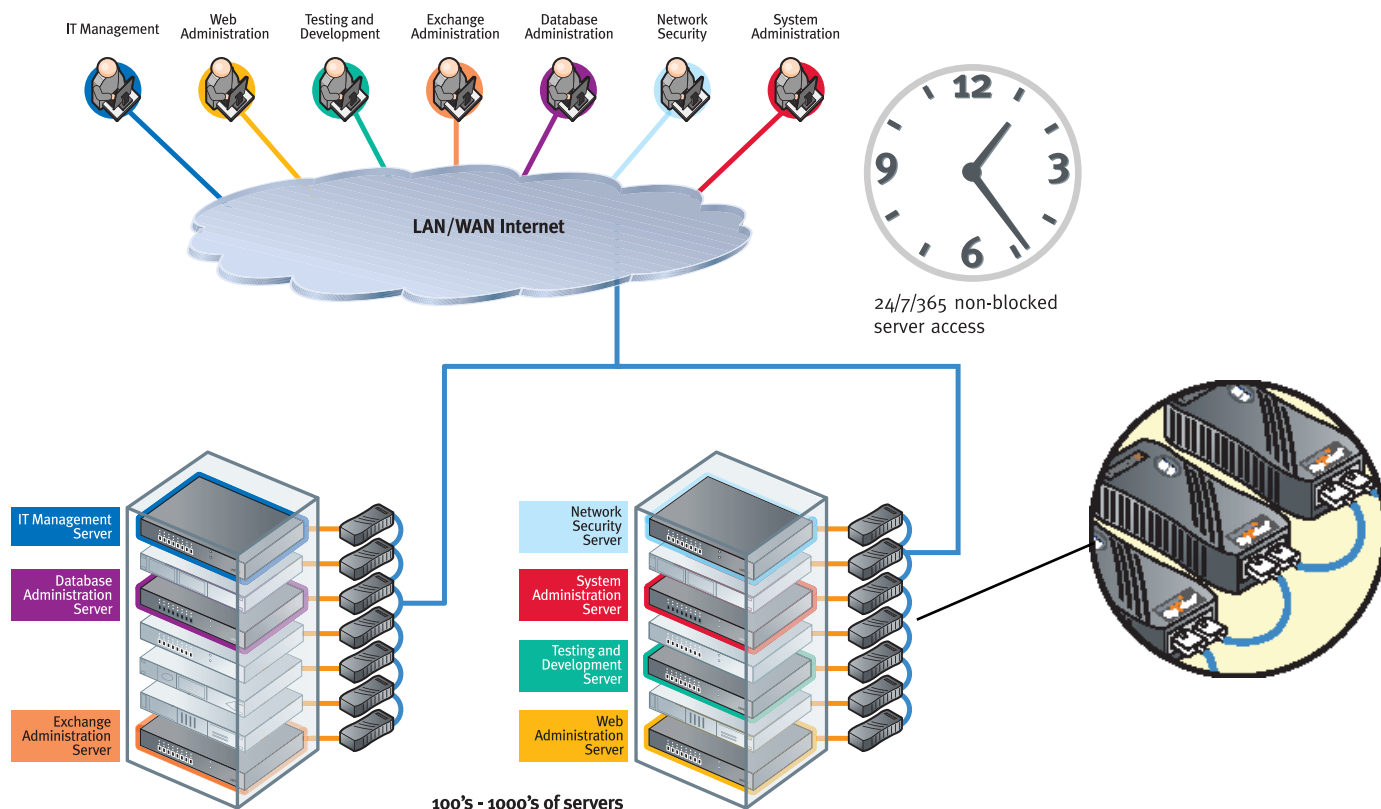 IT Management
Web
Administration
Testing and
Development
Exchange
Administration
Database
Administration
Network
Security
System
Administration
12
3
6
9
LAN/WAN Internet
24/7/365 non-blocked
server access
IT Management
Server
Database
Administration
Server
Exchange
Administration
Server
Network
Security
Server
System
Administration
Server
Testing and
Development
Server
Web
Administration
Server
100's - 1000's of servers